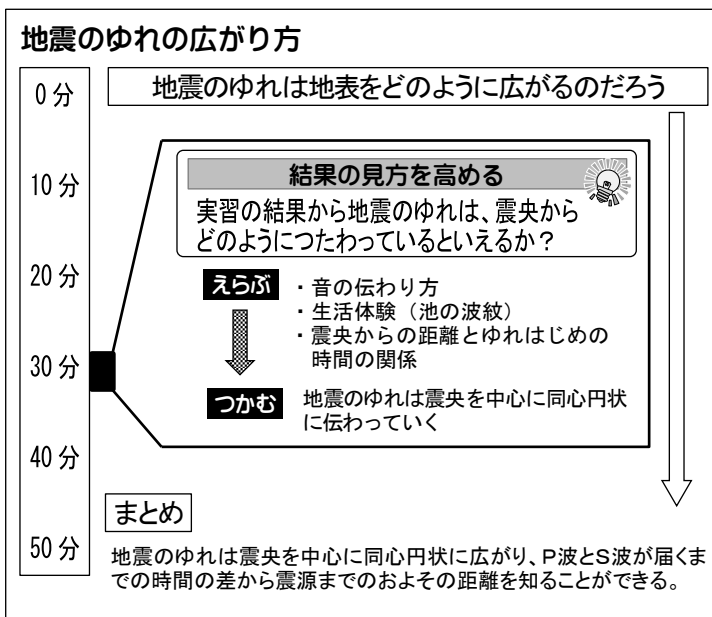 地震のゆれの広がり方
0分
地震のゆれは地表をどのように広がるのだろう
10分
結果の見方を高める
実習の結果から地震のゆれは、震央から
どのようにつたわっているといえるか？
20分
えらぶ
・音の伝わり方
・生活体験（池の波紋）
・震央からの距離とゆれはじめの
時間の関係
30分
つかむ
地震のゆれは震央を中心に同心円状
に伝わっていく
40分
まとめ
50分
地震のゆれは震央を中心に同心円状に広がり、P波とS波が届くま
での時間の差から震源までのおよその距離を知ることができる。